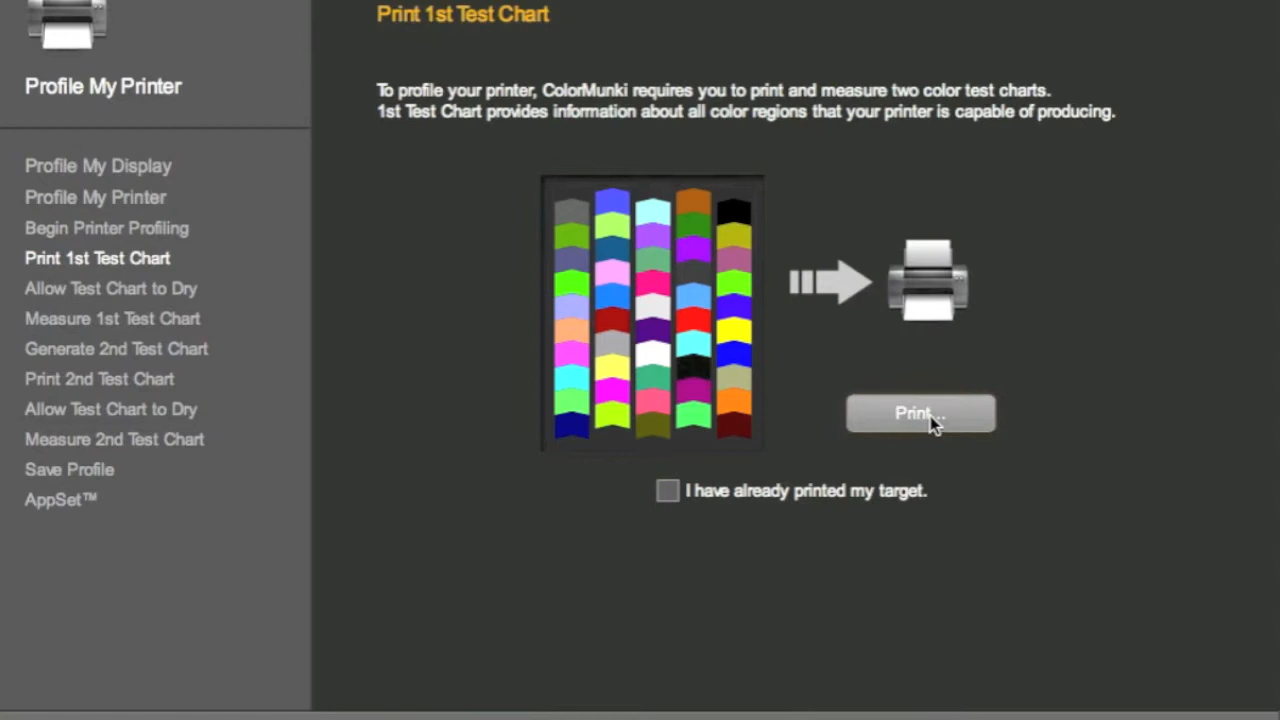 Print 1st Test Chart
Profile My Printer
To profile your printer, ColorMunki requires you to print and measure two color test charts.
1st Test Chart provides information about all color regions that your printer is capable of producing.
Profile My Display
Profile My Printer
Begin Printer Profiling
Print 1st Test Chart
Allow Test Chart to Dry
Measure 1st Test Chart
Generate 2nd Test Chart
Print 2nd Test Chart
Allow Test Chart to Dry
Measure 2nd Test Chart
Save Profile
AppSet™
Print...
I have already printed my target.